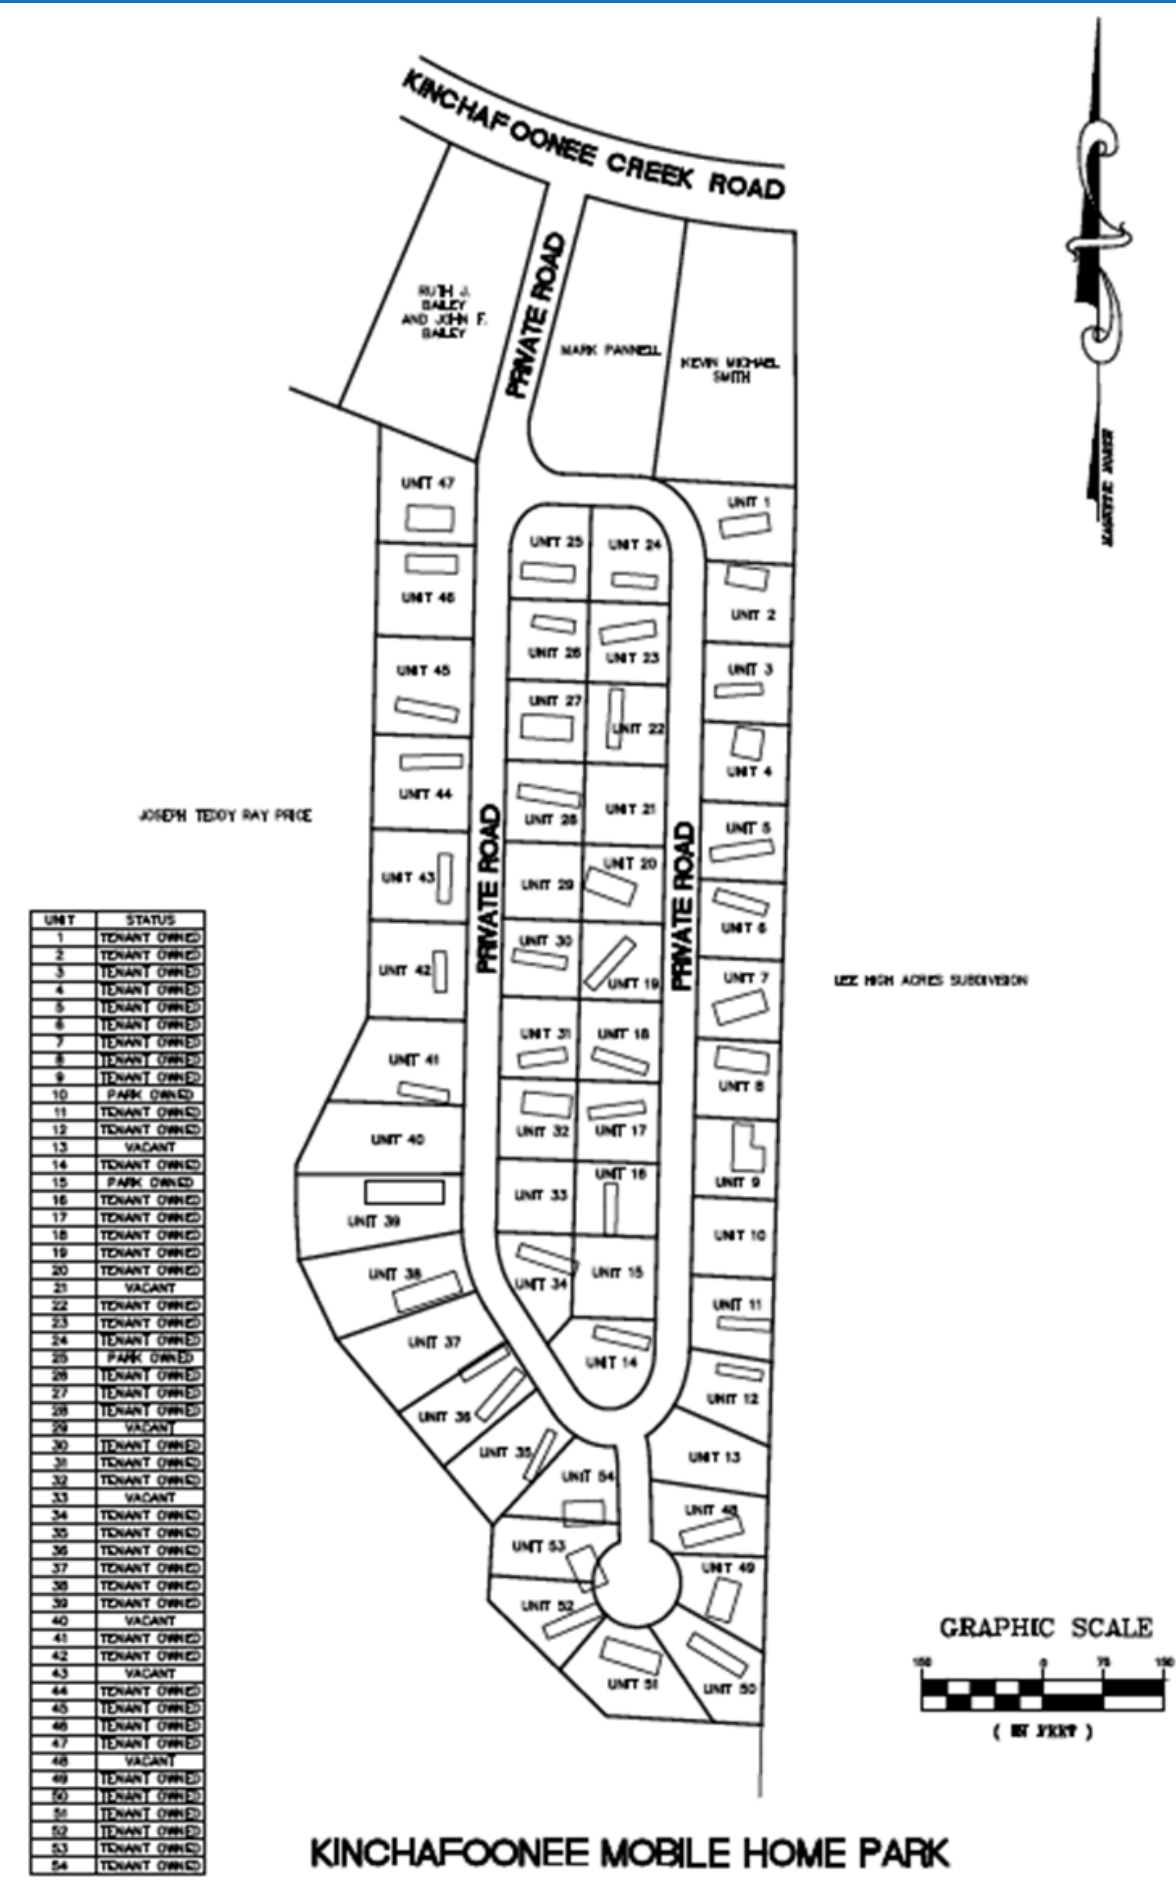 KINCHAFOONEE CREEK ROAD
PRIVATE ROAD
RUTH J.
BAILEY
AND JOHN F.
BAILEY
MARK PANNELL
KEVIN MICHAEL
SMITH
MAGNETIC NORTH
UNIT 47
UNIT 1
UNIT 25
UNIT 24
UNIT 46
UNIT 2
UNIT 26
UNIT 23
UNIT 45
UNIT 3
UNIT 27
UNIT 22
UNIT 4
UNIT 44
UNIT 28
UNIT 21
UNIT 5
JOSEPH TEDDY RAY PRICE
PRIVATE ROAD
PRIVATE ROAD
UNIT 43
UNIT 29
UNIT 20
UNIT 6
UNIT 42
UNIT 30
UNIT 19
UNIT 7
LEE HIGH ACRES SUBDIVISION
UNIT 41
UNIT 31
UNIT 18
UNIT 8
UNIT 40
UNIT 32
UNIT 17
UNIT 39
UNIT 33
UNIT 16
UNIT 9
UNIT 10
UNIT 38
UNIT 34
UNIT 15
UNIT 11
UNIT 37
UNIT 14
UNIT 12
UNIT 36
UNIT 35
UNIT 54
UNIT 13
UNIT 53
UNIT 48
UNIT 49
UNIT 52
UNIT 51
UNIT 50
UNIT STATUS
1 TENANT OWNED
2 TENANT OWNED
3 TENANT OWNED
4 TENANT OWNED
5 TENANT OWNED
6 TENANT OWNED
7 TENANT OWNED
8 TENANT OWNED
9 TENANT OWNED
10 PARK OWNED
11 TENANT OWNED
12 TENANT OWNED
13 VACANT
14 TENANT OWNED
15 PARK OWNED
16 TENANT OWNED
17 TENANT OWNED
18 TENANT OWNED
19 TENANT OWNED
20 TENANT OWNED
21 VACANT
22 TENANT OWNED
23 TENANT OWNED
24 TENANT OWNED
25 PARK OWNED
26 TENANT OWNED
27 TENANT OWNED
28 TENANT OWNED
29 VACANT
30 TENANT OWNED
31 TENANT OWNED
32 TENANT OWNED
33 VACANT
34 TENANT OWNED
35 TENANT OWNED
36 TENANT OWNED
37 TENANT OWNED
38 TENANT OWNED
39 TENANT OWNED
40 VACANT
41 TENANT OWNED
42 TENANT OWNED
43 VACANT
44 TENANT OWNED
45 TENANT OWNED
46 TENANT OWNED
47 TENANT OWNED
48 VACANT
49 TENANT OWNED
50 TENANT OWNED
51 TENANT OWNED
52 TENANT OWNED
53 TENANT OWNED
54 TENANT OWNED
GRAPHIC SCALE
150 0 75 150
( IN FEET )
KINCHAFOONEE MOBILE HOME PARK